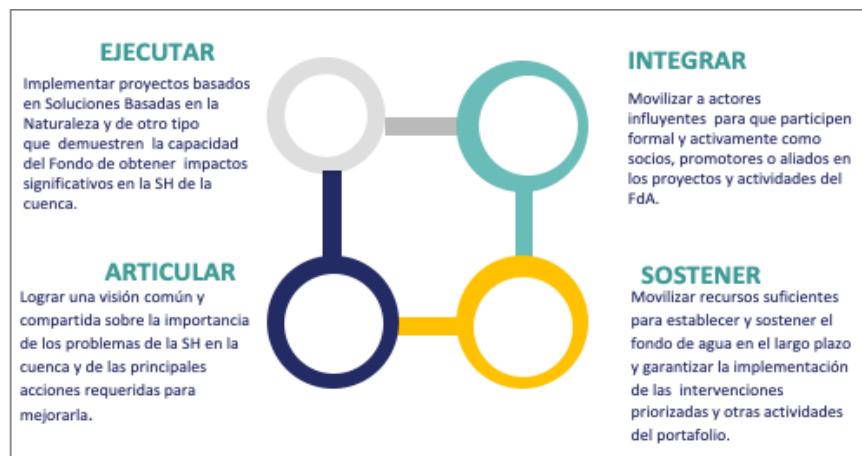 EJECUTAR
Implementar proyectos basados
en Soluciones Basadas en la
Naturaleza y de otro tipo
que demuestren la capacidad
del Fondo de obtener impactos
significativos en la SH de la
cuenca.
INTEGRAR
Movilizar a actores
influyentes para que participen
formal y activamente como
socios, promotores o aliados en
los proyectos y actividades del
FdA.
ARTICULAR
Lograr una visión común y
compartida sobre la importancia
de los problemas de la SH en la
cuenca y de las principales
acciones requeridas para
mejorarla.
SOSTENER
Movilizar recursos suficientes
para establecer y sostener el
fondo de agua en el largo plazo
y garantizar la implementación
de las intervenciones
priorizadas y otras actividades
del portafolio.